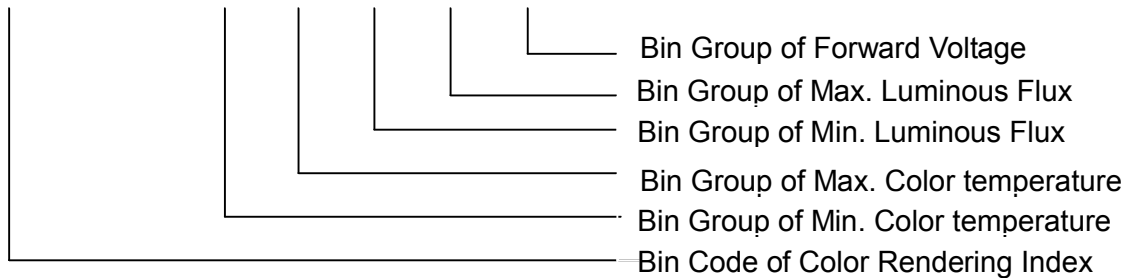 Bin Group of Forward Voltage
Bin Group of Max. Luminous Flux
Bin Group of Min. Luminous Flux
Bin Group of Max. Color temperature
Bin Group of Min. Color temperature
Bin Code of Color Rendering Index